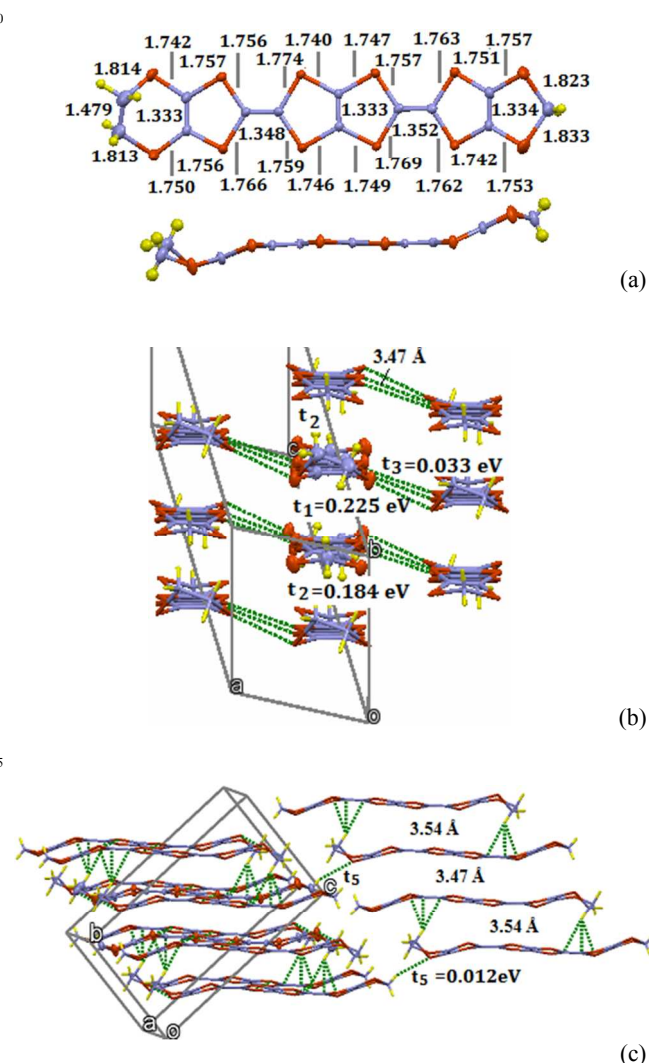 1.742 1.756 1.740 1.747 1.763 1.757
1.757 1.774 1.757 1.751
1.814 1.823
1.479 1.333 1.348 1.333 1.352 1.334
1.813 1.833
1.756 1.759 1.769 1.742
1.750 1.766 1.746 1.749 1.762 1.753
(a)
3.47 Å
t2
c
t3=0.033 eV
t1=0.225 eV
b
t2=0.184 eV
a
o
(b)
5
3.54 Å
t5
c
3.47 Å
b
3.54 Å
t5=0.012eV
a o
(c)